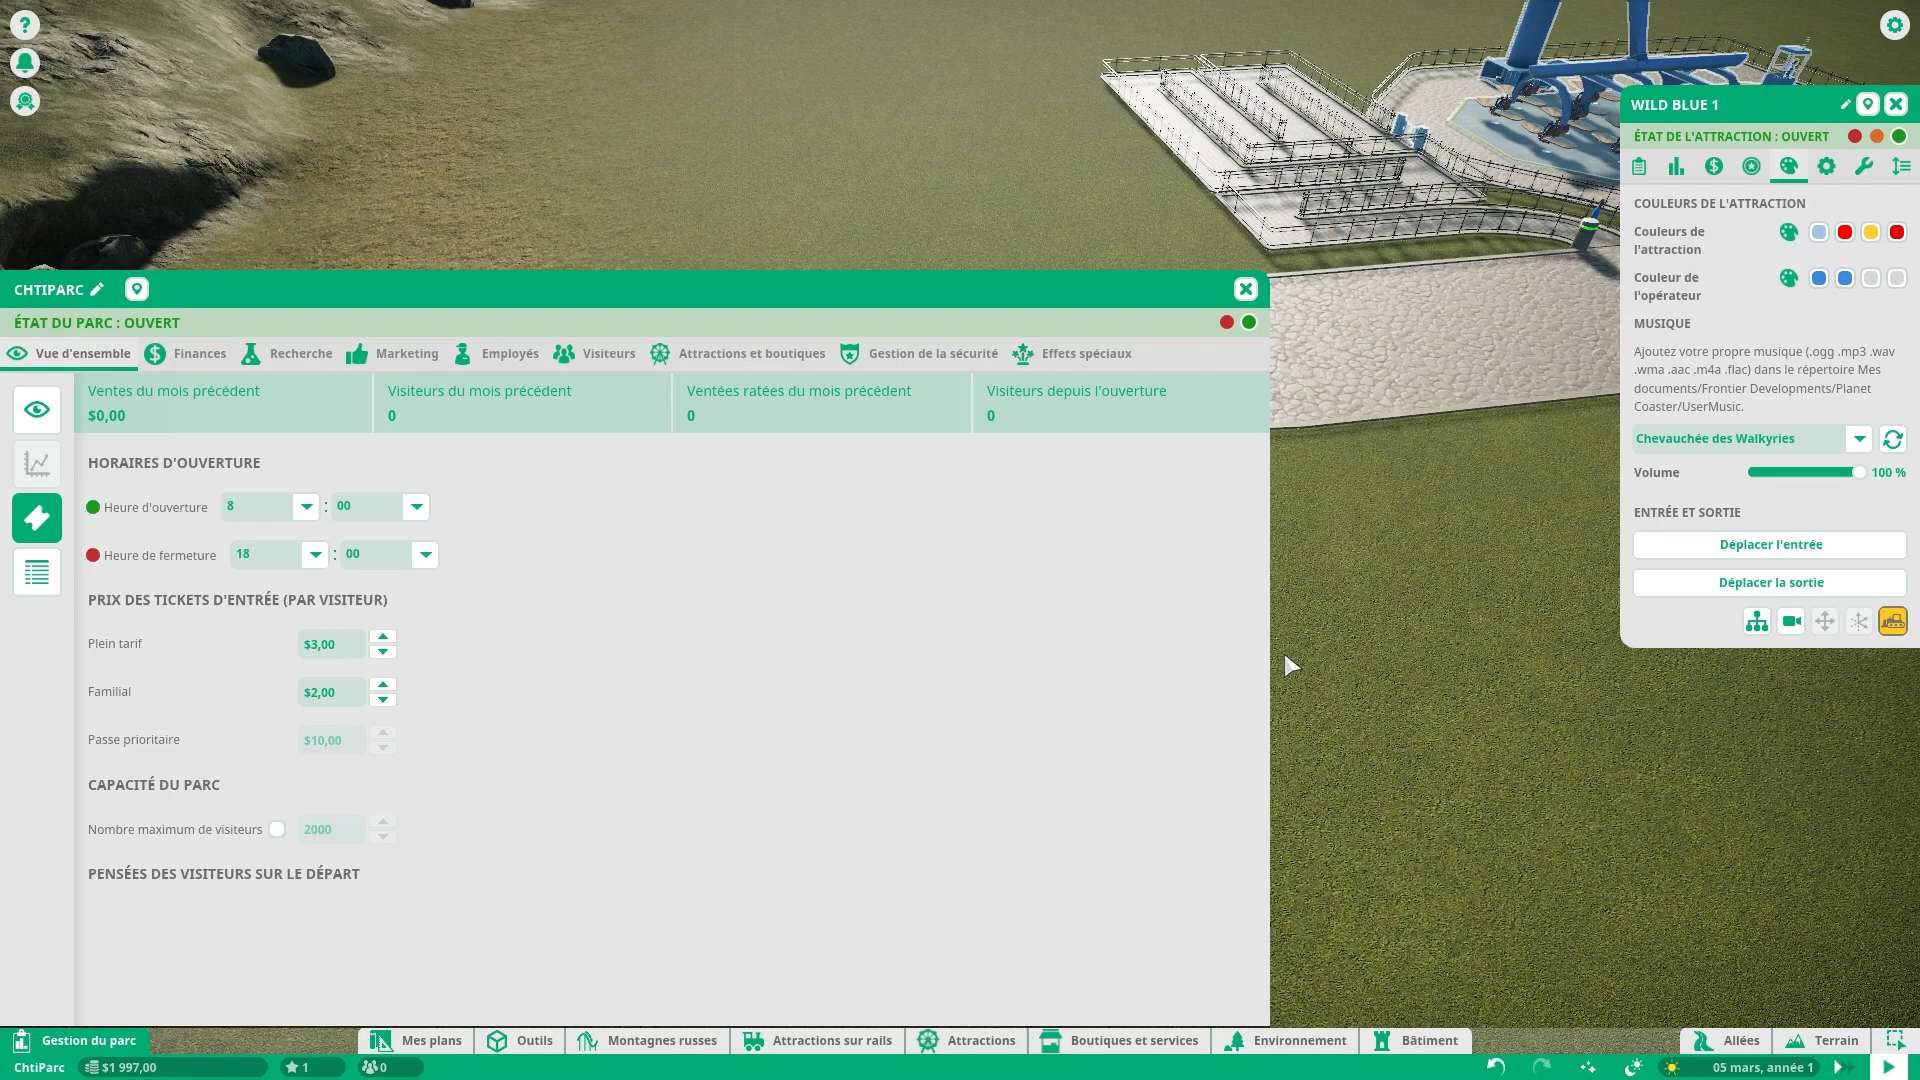 ?
WILD BLUE 1
ÉTAT DE L'ATTRACTION : OUVERT
COULEURS DE L'ATTRACTION
Couleurs de
l'attraction
Couleur de
l'opérateur
MUSIQUE
Ajoutez votre propre musique (.ogg .mp3 .wav
.wma .aac .m4a .flac) dans le répertoire Mes
documents/Frontier Developments/Planet
Coaster/UserMusic.
Chevauchée des Walkyries
Volume 100 %
ENTRÉE ET SORTIE
Déplacer l'entrée
Déplacer la sortie
CHTIPARC
ÉTAT DU PARC : OUVERT
Vue d'ensemble Finances Recherche Marketing Employés Visiteurs Attractions et boutiques Gestion de la sécurité Effets spéciaux
Ventes du mois précédent Visiteurs du mois précédent Ventées ratées du mois précédent Visiteurs depuis l'ouverture
$0,00 0 0 0
HORAIRES D'OUVERTURE
Heure d'ouverture 8 : 00
Heure de fermeture 18 : 00
PRIX DES TICKETS D'ENTRÉE (PAR VISITEUR)
Plein tarif $3,00
Familial $2,00
Passe prioritaire $10,00
CAPACITÉ DU PARC
Nombre maximum de visiteurs 2000
PENSÉES DES VISITEURS SUR LE DÉPART
Gestion du parc Mes plans Outils Montagnes russes Attractions sur rails Attractions Boutiques et services Environnement Bâtiment Allées Terrain
ChtiParc $1 997,00 1 0 05 mars, année 1